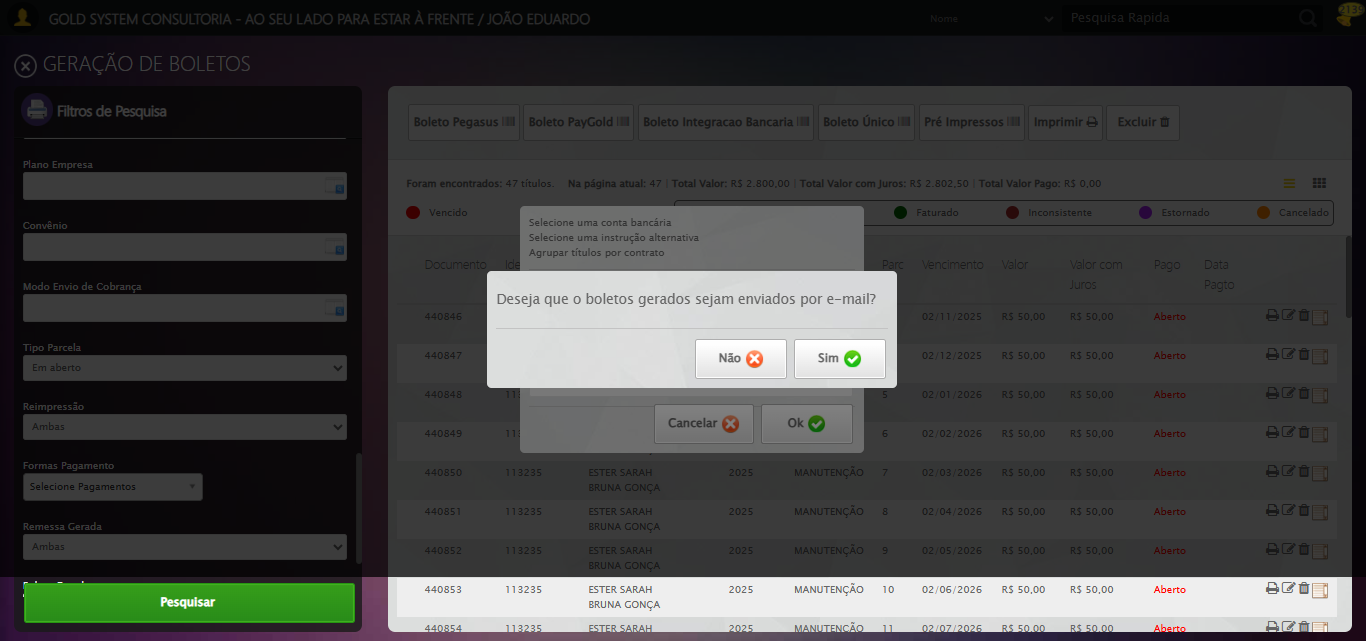 GOLD SYSTEM CONSULTORIA - AO SEU LADO PARA ESTAR À FRENTE / JOÃO EDUARDO
Nome
Pesquisa Rapida
GERAÇÃO DE BOLETOS
Filtros de Pesquisa
Plano Empresa
Convênio
Modo Envio de Cobrança
Tipo Parcela
Em aberto
Reimpressão
Ambas
Formas Pagamento
Selecione Pagamentos
Remessa Gerada
Ambas
Pesquisar
Boleto Pegasus
Boleto PayGold
Boleto Integracao Bancaria
Boleto Único
Pré Impressos
Imprimir
Excluir
Foram encontrados: 47 títulos. Na página atual: 47 | Total Valor: R$ 2.800,00 | Total Valor com Juros: R$ 2.802,50 | Total Valor Pago: R$ 0,00
Vencido Faturado Inconsistente Estornado Cancelado
Selecione uma conta bancária
Selecione uma instrução alternativa
Agrupar títulos por contrato
Deseja que o boletos gerados sejam enviados por e-mail?
Não
Sim
Cancelar
Ok
Documento Parc Vencimento Valor Valor com Juros Pago Data Pagto
440846 02/11/2025 R$ 50,00 R$ 50,00 Aberto
440847 02/12/2025 R$ 50,00 R$ 50,00 Aberto
440848 5 02/01/2026 R$ 50,00 R$ 50,00 Aberto
440849 6 02/02/2026 R$ 50,00 R$ 50,00 Aberto
440850 113235 ESTER SARAH BRUNA GONÇA 2025 MANUTENÇÃO 7 02/03/2026 R$ 50,00 R$ 50,00 Aberto
440851 113235 ESTER SARAH BRUNA GONÇA 2025 MANUTENÇÃO 8 02/04/2026 R$ 50,00 R$ 50,00 Aberto
440852 113235 ESTER SARAH BRUNA GONÇA 2025 MANUTENÇÃO 9 02/05/2026 R$ 50,00 R$ 50,00 Aberto
440853 113235 ESTER SARAH BRUNA GONÇA 2025 MANUTENÇÃO 10 02/06/2026 R$ 50,00 R$ 50,00 Aberto
440854 113235 ESTER SARAH 2025 MANUTENÇÃO 11 02/07/2026 R$ 50,00 R$ 50,00 Aberto